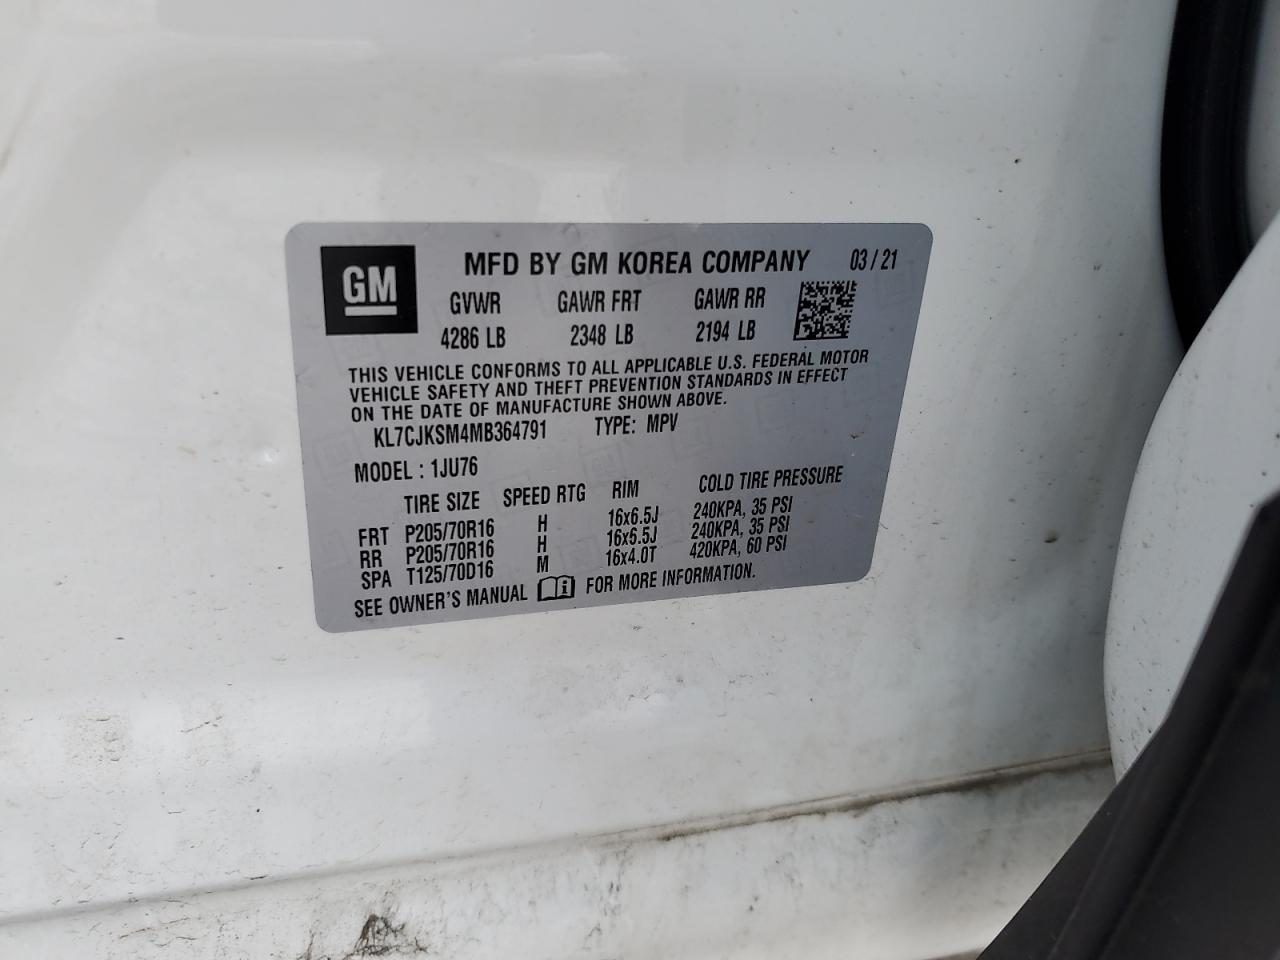 GM
MFD BY GM KOREA COMPANY 03/21
GVWR GAWR FRT GAWR RR
4286 LB 2348 LB 2194 LB
THIS VEHICLE CONFORMS TO ALL APPLICABLE U.S. FEDERAL MOTOR
VEHICLE SAFETY AND THEFT PREVENTION STANDARDS IN EFFECT
ON THE DATE OF MANUFACTURE SHOWN ABOVE.
KL7CJKSM4MB364791 TYPE: MPV
MODEL : 1JU76
TIRE SIZE SPEED RTG RIM COLD TIRE PRESSURE
FRT P205/70R16 H 16x6.5J 240KPA, 35 PSI
RR P205/70R16 H 16x6.5J 240KPA, 35 PSI
SPA T125/70D16 M 16x4.0T 420KPA, 60 PSI
SEE OWNER'S MANUAL i FOR MORE INFORMATION.